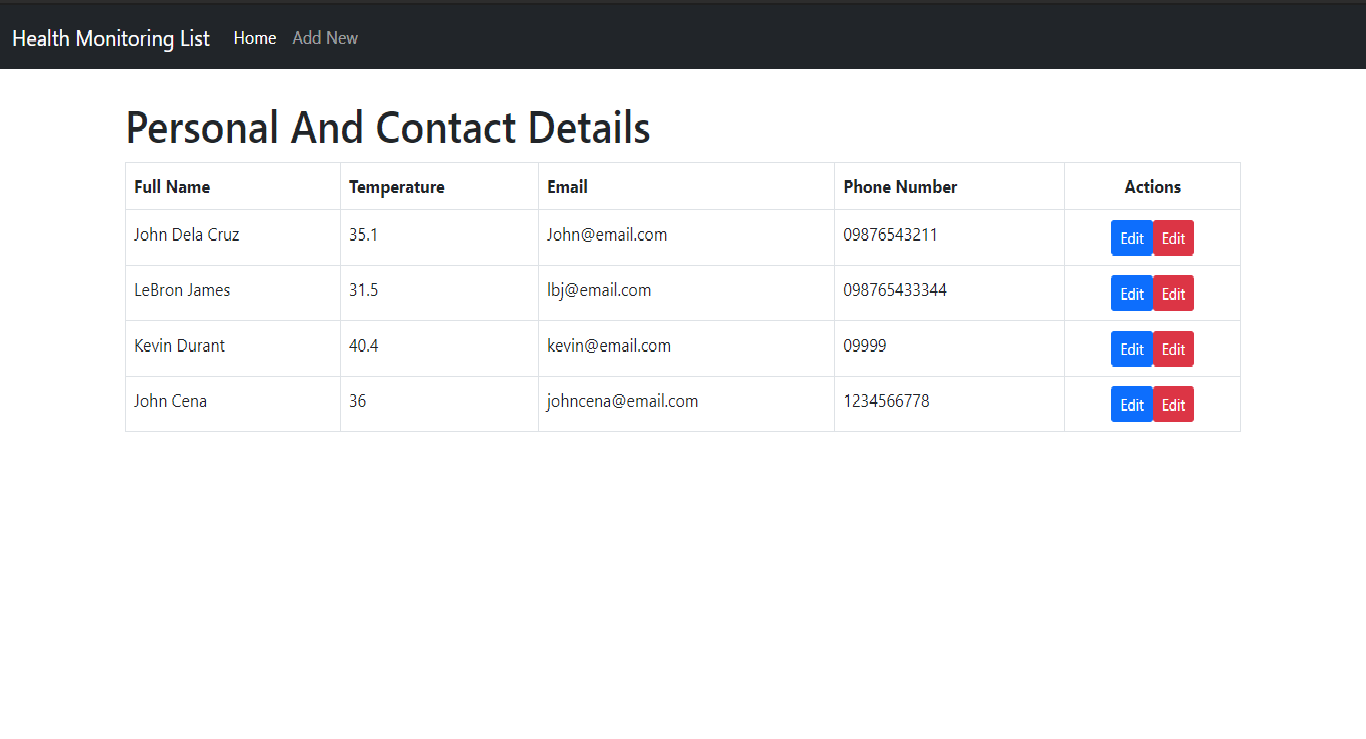 Health Monitoring List Home Add New
Personal And Contact Details
Full Name Temperature Email Phone Number Actions
John Dela Cruz 35.1 John@email.com 09876543211 Edit Edit
LeBron James 31.5 lbj@email.com 098765433344 Edit Edit
Kevin Durant 40.4 kevin@email.com 09999 Edit Edit
John Cena 36 johncena@email.com 1234566778 Edit Edit